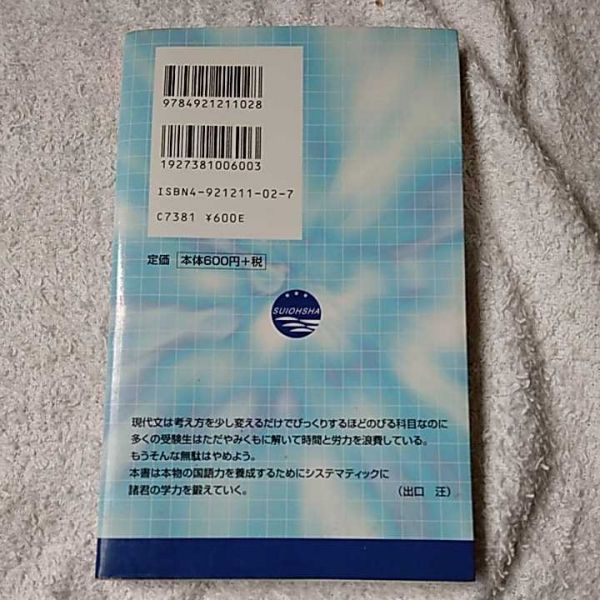 9784921211028
1927381006003
ISBN4-921211-02-7
C7381 ¥600E
定価 本体600円+税
SUIOHSHA
現代文は考え方を少し変えるだけでびっくりするほどのびる科目なのに
多くの受験生はただやみくもに解いて時間と労力を浪費している。
もうそんな無駄はやめよう。
本書は本物の国語力を養成するためにシステマティックに
諸君の学力を鍛えていく。 (出口 汪)